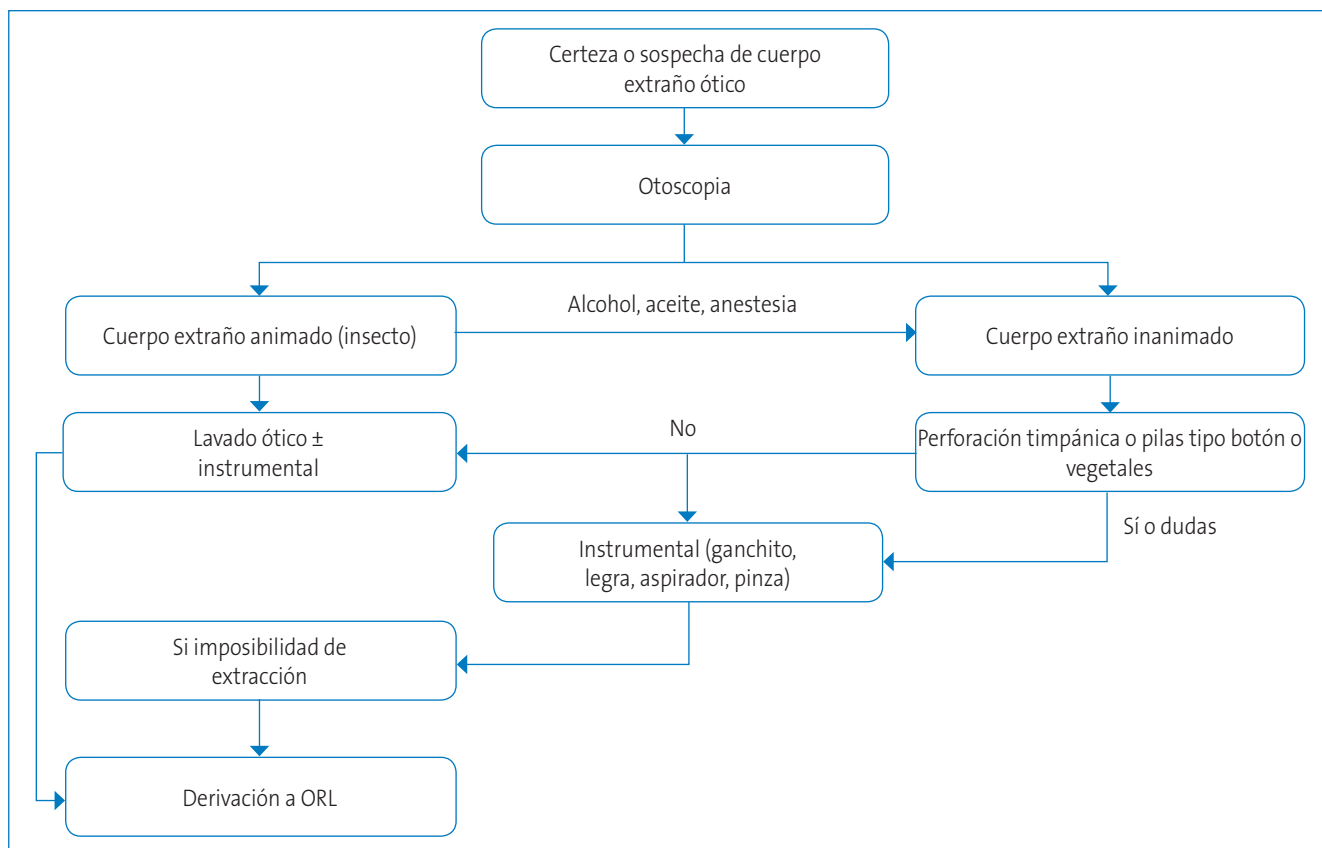 Certeza o sospecha de cuerpo
extraño ótico
Otoscopia
Alcohol, aceite, anestesia
Cuerpo extraño animado (insecto)
Cuerpo extraño inanimado
Lavado ótico ±
instrumental
No
Perforación timpánica o pilas tipo botón o
vegetales
Sí o dudas
Instrumental (ganchito,
legra, aspirador, pinza)
Si imposibilidad de
extracción
Derivación a ORL